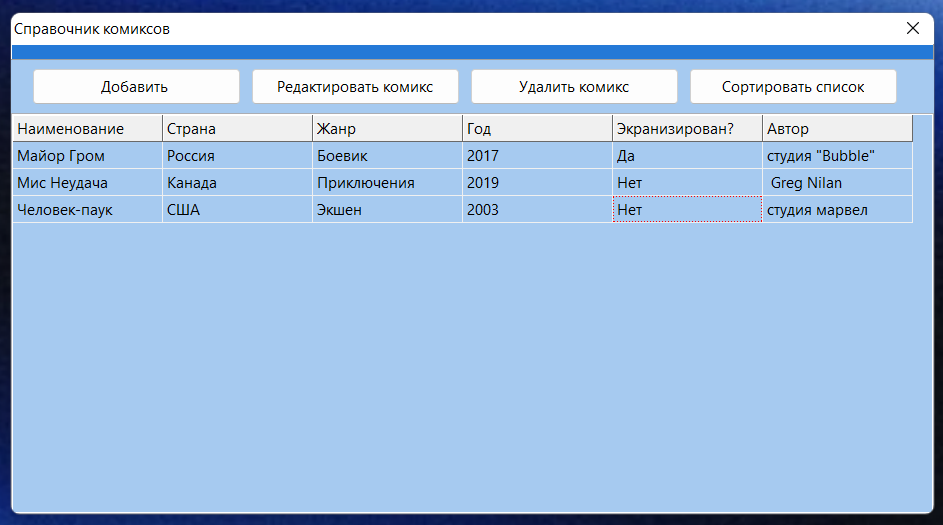 Справочник комиксов
Добавить Редактировать комикс Удалить комикс Сортировать список
Наименование Страна Жанр Год Экранизирован? Автор
Майор Гром Россия Боевик 2017 Да студия "Bubble"
Мис Неудача Канада Приключения 2019 Нет Greg Nilan
Человек-паук США Экшен 2003 Нет студия марвел